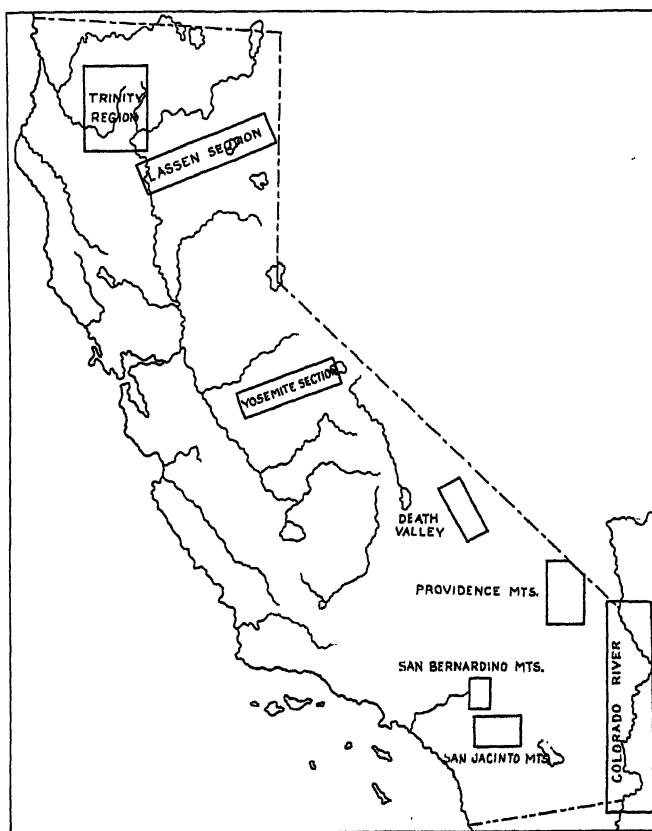 TRINITY
REGION
LASSEN SECTION
YOSEMITE SECTION
DEATH
VALLEY
PROVIDENCE MTS.
SAN BERNARDINO MTS.
SAN JACINTO MTS.
COLORADO RIVER